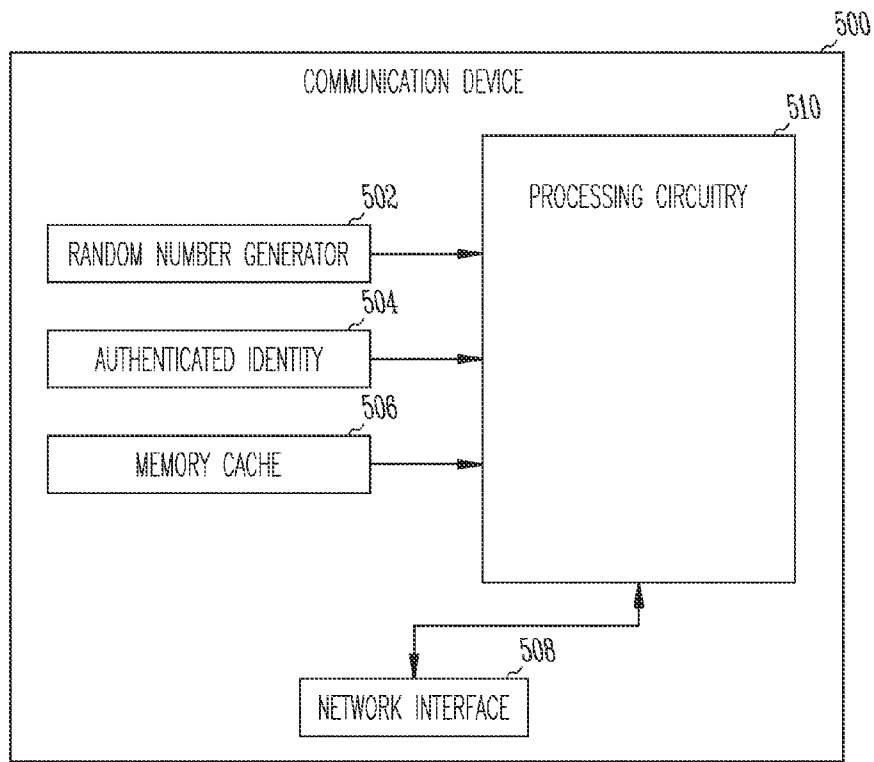 500
COMMUNICATION DEVICE
510
PROCESSING CIRCUITRY
502
RANDOM NUMBER GENERATOR
504
AUTHENTICATED IDENTITY
506
MEMORY CACHE
508
NETWORK INTERFACE